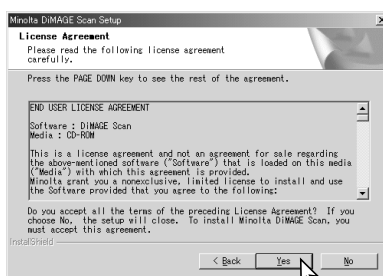 Minolta DiMAGE Scan Setup
License Agreement
Please read the following license agreement
carefully.
Press the PAGE DOWN key to see the rest of the agreement.
END USER LICENSE AGREEMENT
Software : DiMAGE Scan
Media : CD-ROM
This is a license agreement and not an agreement for sale regarding
the above-mentioned software ("Software") that is loaded on this media
("Media") with which this agreement is provided.
Minolta grant you a nonexclusive, limited license to install and use
the Software provided that you agree to the following:
Do you accept all the terms of the preceding License Agreement? If you
choose No, the setup will close. To install Minolta DiMAGE Scan, you
must accept this agreement.
InstallShield
< Back Yes No